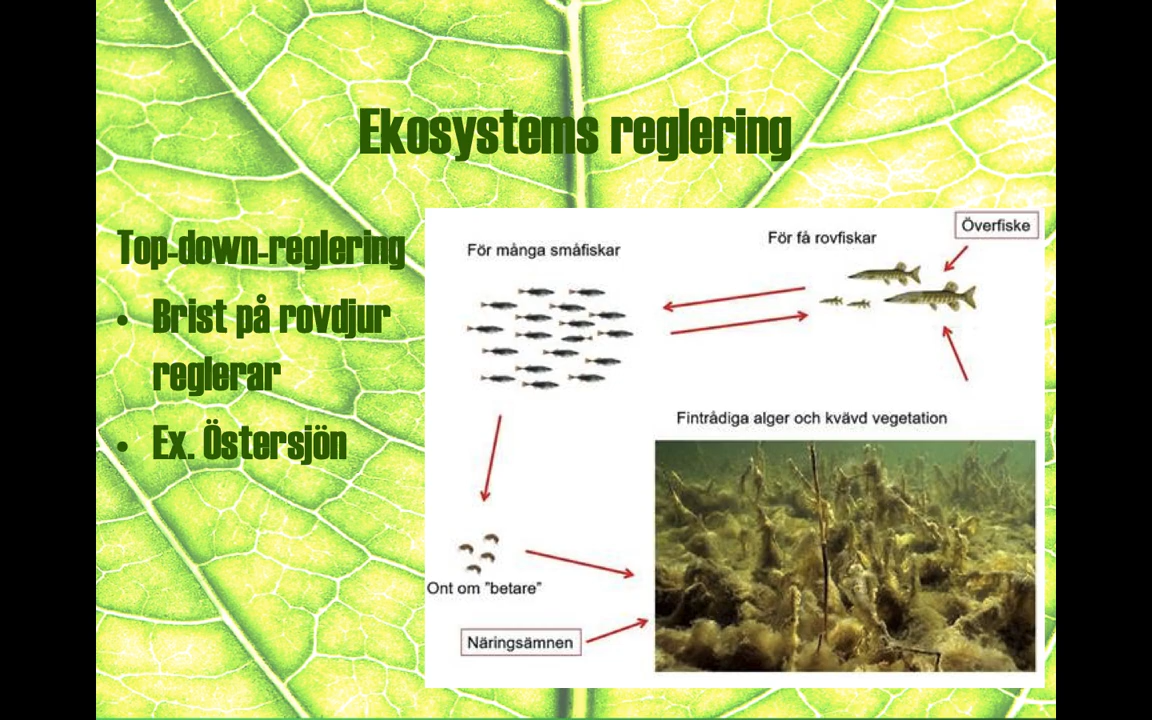 Ekosystems reglering
Top-down-reglering
• Brist på rovdjur
reglerar
• Ex. Östersjön
För många småfiskar
För få rovfiskar
Överfiske
Fintrådiga alger och kvävd vegetation
Ont om ”betare”
Näringsämnen